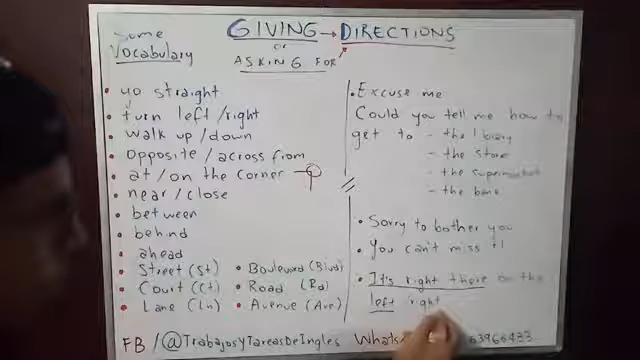 Some
Vocabulary
GIVING → DIRECTIONS
or
ASKING FOR
• go straight
• turn left/right
• walk up/down
• opposite/across from
• at/on the corner
• near/close
• between
• behind
• ahead
• Street (St) • Boulevard (Blvd)
• Court (Ct) • Road (Rd)
• Lane (Ln) • Avenue (Ave)
• Excuse me
Could you tell me how to
get to - the library
- the store
- the supermarket
- the bank
• Sorry to bother you
• You can't miss it
• It's right there on the
left right
FB/@TrabajosyTareasDeIngles